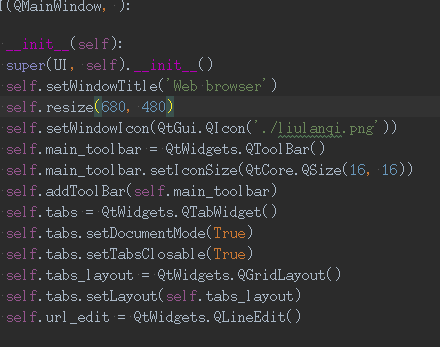 I(QMainWindow, ):
__init__(self):
super(UI, self).__init__()
self.setWindowTitle('Web browser')
self.resize(680, 480)
self.setWindowIcon(QtGui.QIcon('./liulanqi.png'))
self.main_toolbar = QtWidgets.QToolBar()
self.main_toolbar.setIconSize(QtCore.QSize(16, 16))
self.addToolBar(self.main_toolbar)
self.tabs = QtWidgets.QTabWidget()
self.tabs.setDocumentMode(True)
self.tabs.setTabsClosable(True)
self.tabs_layout = QtWidgets.QGridLayout()
self.tabs.setLayout(self.tabs_layout)
self.url_edit = QtWidgets.QLineEdit()